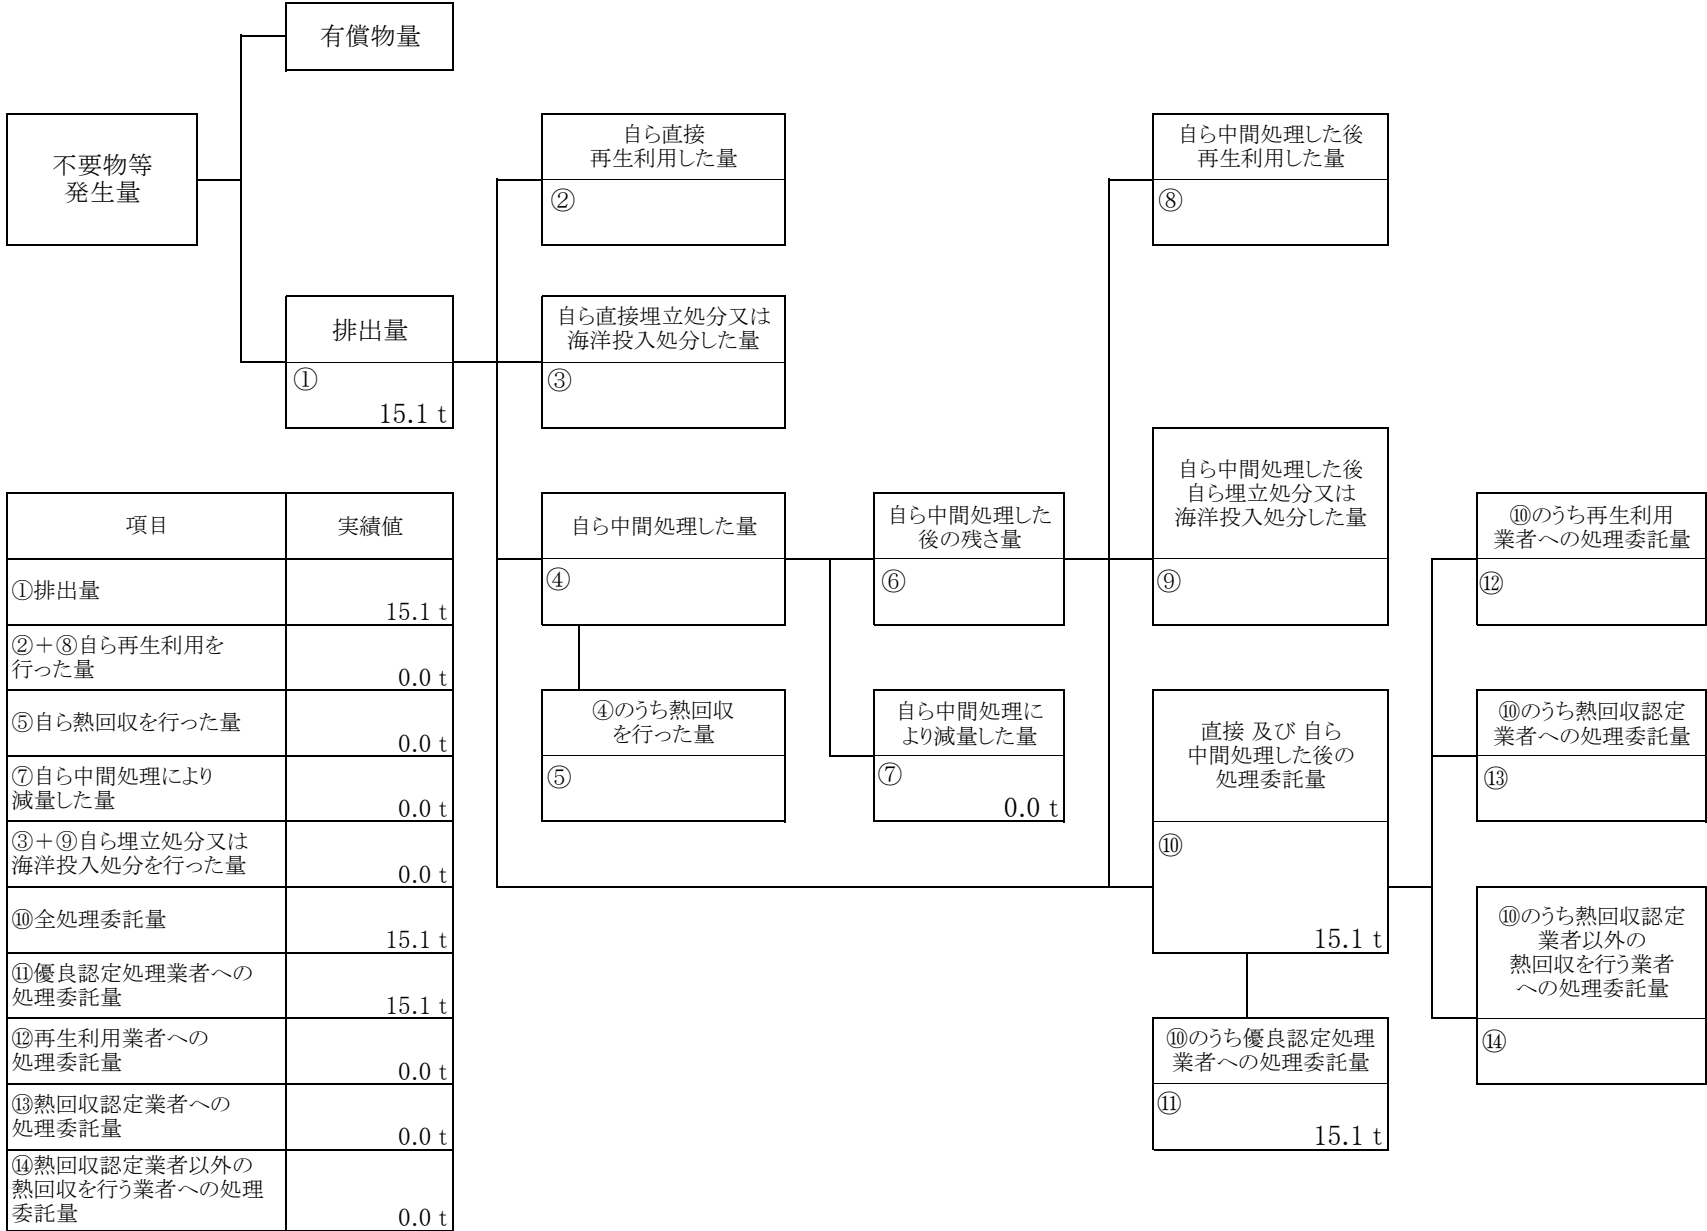 有償物量
不要物等
発生量
自ら直接
再生利用した量
②
自ら中間処理した後
再生利用した量
⑧
排出量
①
15.1 t
自ら直接埋立処分又は
海洋投入処分した量
③
自ら中間処理した量
④
自ら中間処理した
後の残さ量
⑥
自ら中間処理した後
自ら埋立処分又は
海洋投入処分した量
⑨
⑩のうち再生利用
業者への処理委託量
⑫
④のうち熱回収
を行った量
⑤
自ら中間処理に
より減量した量
⑦
0.0 t
直接 及び 自ら
中間処理した後の
処理委託量
⑩
15.1 t
⑩のうち熱回収認定
業者への処理委託量
⑬
⑩のうち熱回収認定
業者以外の
熱回収を行う業者
への処理委託量
⑭
⑩のうち優良認定処理
業者への処理委託量
⑪
15.1 t
項目 実績値
①排出量
15.1 t
②＋⑧自ら再生利用を
行った量
0.0 t
⑤自ら熱回収を行った量
0.0 t
⑦自ら中間処理により
減量した量
0.0 t
③＋⑨自ら埋立処分又は
海洋投入処分を行った量
0.0 t
⑩全処理委託量
15.1 t
⑪優良認定処理業者への
処理委託量
15.1 t
⑫再生利用業者への
処理委託量
0.0 t
⑬熱回収認定業者への
処理委託量
0.0 t
⑭熱回収認定業者以外の
熱回収を行う業者への処理
委託量
0.0 t